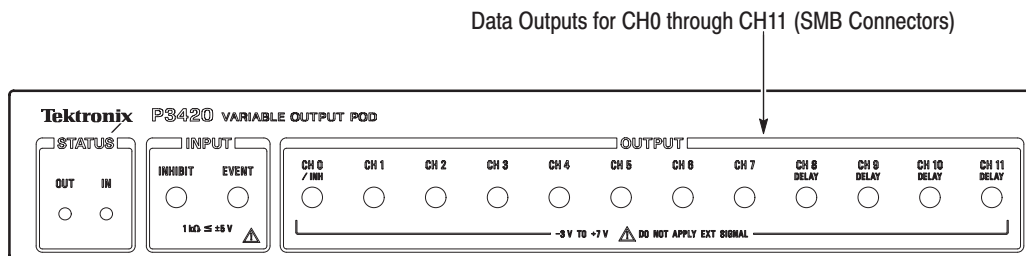 Data Outputs for CH0 through CH11 (SMB Connectors)
Tektronix P3420 VARIABLE OUTPUT POD
STATUS INPUT OUTPUT
OUT IN
INHIBIT EVENT
CH 0 / INH CH 1 CH 2 CH 3 CH 4 CH 5 CH 6 CH 7 CH 8 DELAY CH 9 DELAY CH 10 DELAY CH 11 DELAY
1 kΩ ≤ ±5 V
-3 V TO +7 V DO NOT APPLY EXT SIGNAL